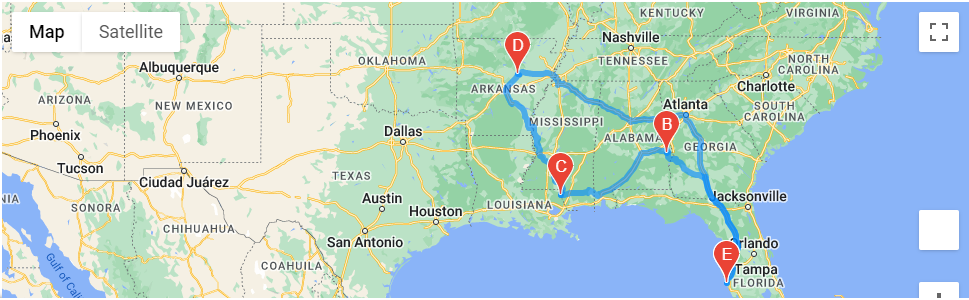 Map
Satellite
KENTUCKY
VIRGINIA
Nashville
D
OKLAHOMA
TENNESSEE
NORTH
CAROLINA
Albuquerque
ARKANSAS
Charlotte
ARIZONA
NEW MEXICO
Atlanta
SOUTH
CAROLINA
MISSISSIPPI
B
Phoenix
Dallas
ALABAMA
GEORGIA
Tucson
C
TEXAS
Ciudad Juárez
Austin
LOUISIANA
Jacksonville
SONORA
Houston
CHIHUAHUA
San Antonio
Orlando
E
COAHUILA
Tampa
Gulf of Cali
FLORIDA